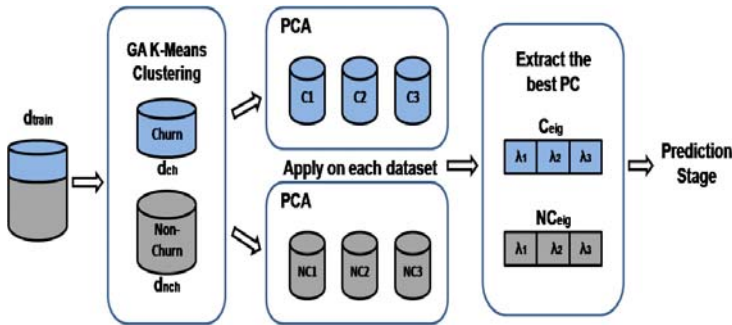 dtrain
GA K-Means
Clustering
Churn
dch
Non-
Churn
dnch
PCA
C1 C2 C3
Apply on each dataset
PCA
NC1 NC2 NC3
Extract the
best PC
Ceig
λ1 λ2 λ3
NCeig
λ1 λ2 λ3
Prediction
Stage